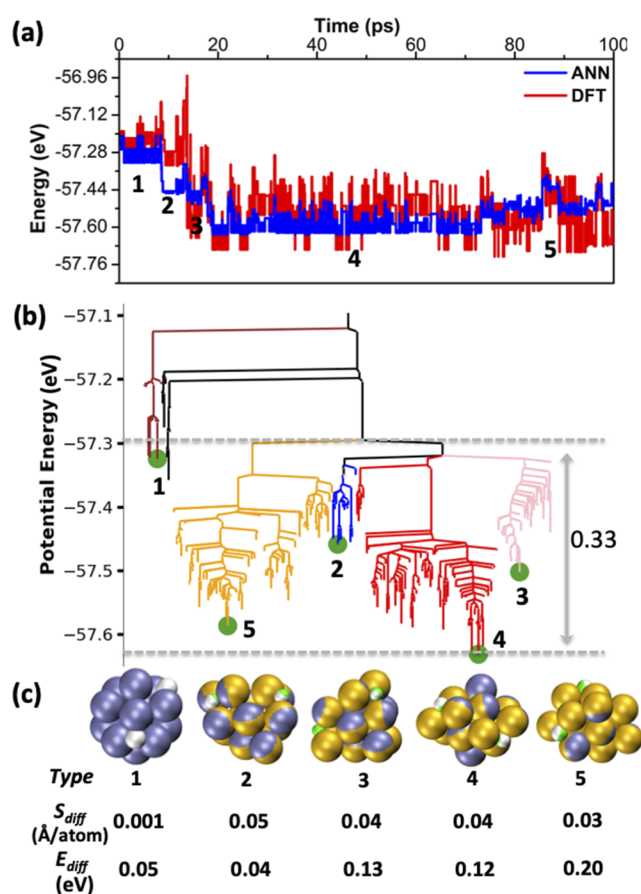 (a)
Time (ps)
0 20 40 60 80 100
-56.96
-57.12
-57.28
-57.44
-57.60
-57.76
Energy (eV)
ANN
DFT
1
2
3
4
5
(b)
−57.1
−57.2
−57.3
−57.4
−57.5
−57.6
Potential Energy (eV)
0.33
1
2
3
5
4
(c)
Type 1 2 3 4 5
Sdiff 0.001 0.05 0.04 0.04 0.03
(Å/atom)
Ediff 0.05 0.04 0.13 0.12 0.20
(eV)